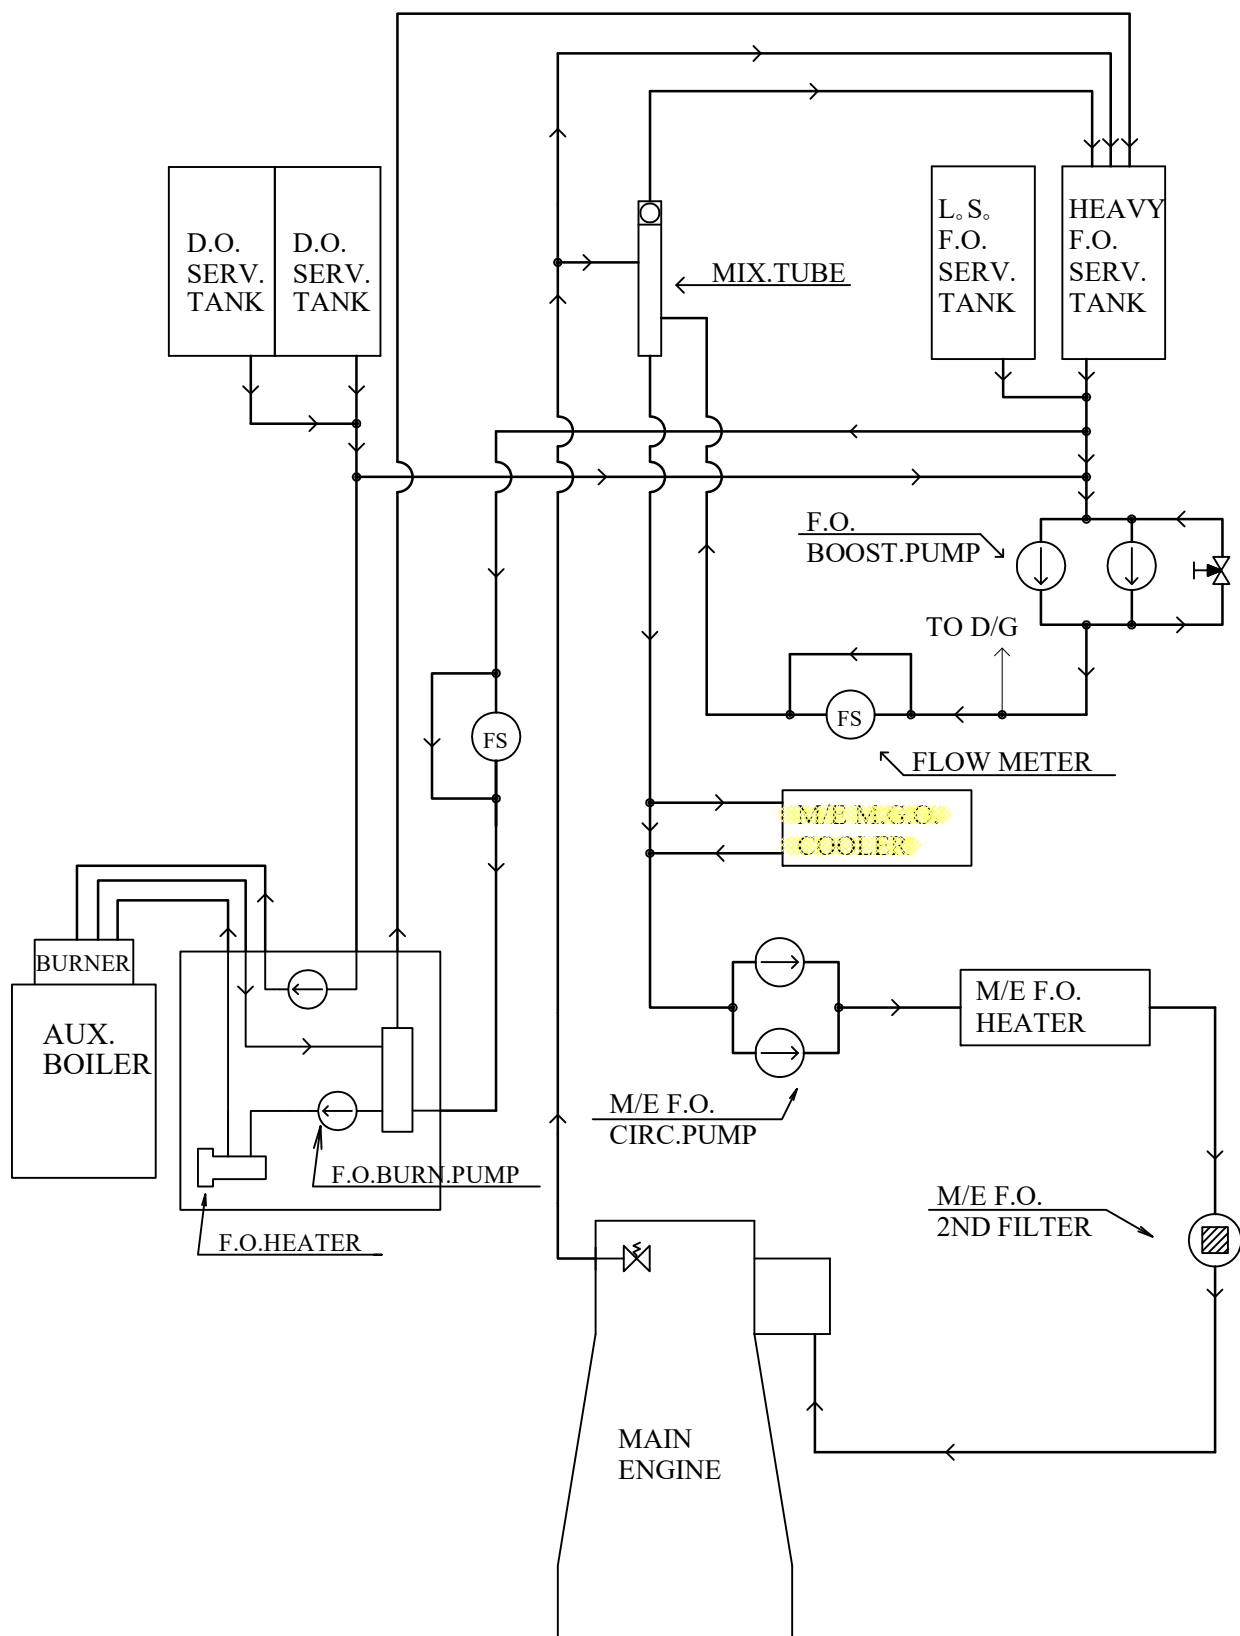 D.O.
SERV.
TANK
D.O.
SERV.
TANK
MIX.TUBE
L. S.
F.O.
SERV.
TANK
HEAVY
F.O.
SERV.
TANK
F.O.
BOOST.PUMP
TO D/G
FS
FS
FLOW METER
M/E M.G.O.
COOLER
BURNER
AUX.
BOILER
M/E F.O.
HEATER
M/E F.O.
CIRC.PUMP
F.O.BURN.PUMP
F.O.HEATER
M/E F.O.
2ND FILTER
MAIN
ENGINE